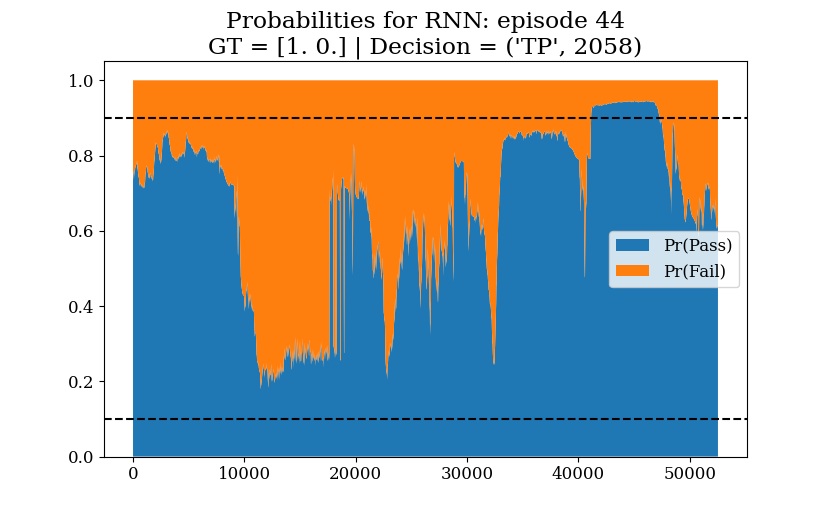 Probabilities for RNN: episode 44
GT = [1. 0.] | Decision = ('TP', 2058)
1.0
0.8
0.6
0.4
0.2
0.0
Pr(Pass)
Pr(Fail)
0 10000 20000 30000 40000 50000